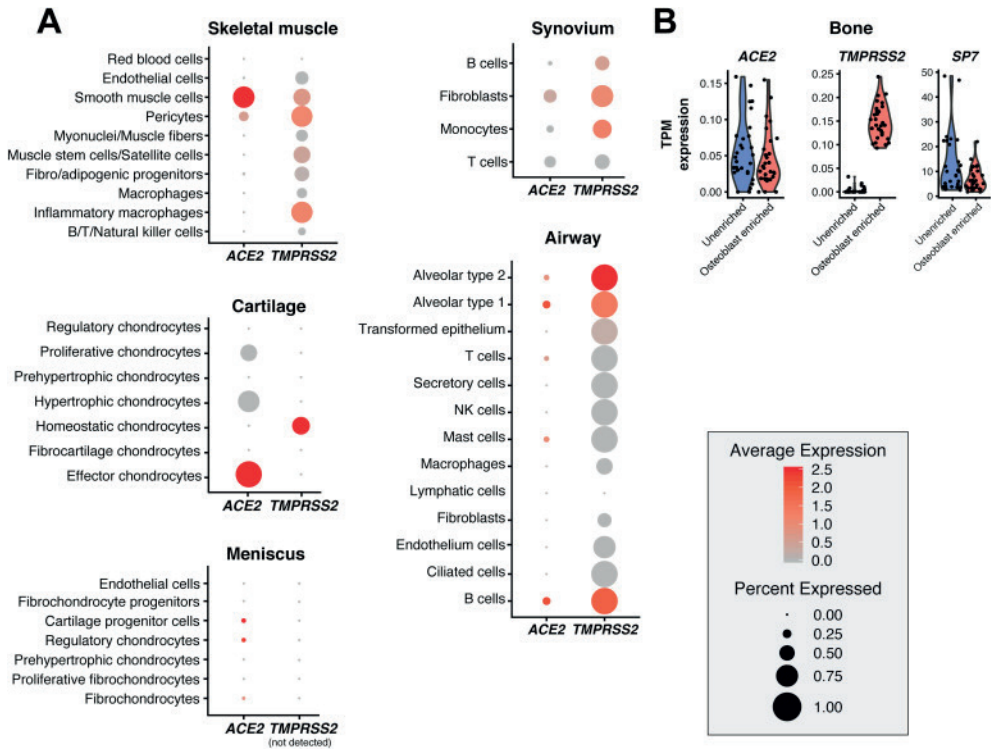 A
Skeletal muscle
Red blood cells
Endothelial cells
Smooth muscle cells
Pericytes
Myonuclei/Muscle fibers
Muscle stem cells/Satellite cells
Fibro/adipogenic progenitors
Macrophages
Inflammatory macrophages
B/T/Natural killer cells
ACE2 TMPRSS2
Cartilage
Regulatory chondrocytes
Proliferative chondrocytes
Prehypertrophic chondrocytes
Hypertrophic chondrocytes
Homeostatic chondrocytes
Fibrocartilage chondrocytes
Effector chondrocytes
ACE2 TMPRSS2
Meniscus
Endothelial cells
Fibrochondrocyte progenitors
Cartilage progenitor cells
Regulatory chondrocytes
Prehypertrophic chondrocytes
Proliferative fibrochondrocytes
Fibrochondrocytes
ACE2 TMPRSS2
(not detected)
Synovium
B cells
Fibroblasts
Monocytes
T cells
ACE2 TMPRSS2
Airway
Alveolar type 2
Alveolar type 1
Transformed epithelium
T cells
Secretory cells
NK cells
Mast cells
Macrophages
Lymphatic cells
Fibroblasts
Endothelium cells
Ciliated cells
B cells
ACE2 TMPRSS2
B
Bone
ACE2 TMPRSS2 SP7
TPM
expression
0.15
0.10
0.05
0.00
Unenriched
Osteoblast enriched
0.25
0.20
0.15
0.10
0.05
0.00
Unenriched
Osteoblast enriched
50
40
30
20
10
0
Unenriched
Osteoblast enriched
Average Expression
2.5
2.0
1.5
1.0
0.5
0.0
Percent Expressed
0.00
0.25
0.50
0.75
1.00